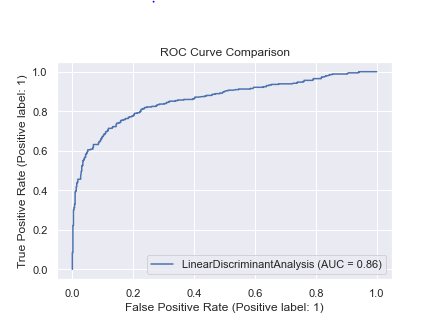 ROC Curve Comparison
True Positive Rate (Positive label: 1)
1.0
0.8
0.6
0.4
0.2
0.0
LinearDiscriminantAnalysis (AUC = 0.86)
0.0 0.2 0.4 0.6 0.8 1.0
False Positive Rate (Positive label: 1)